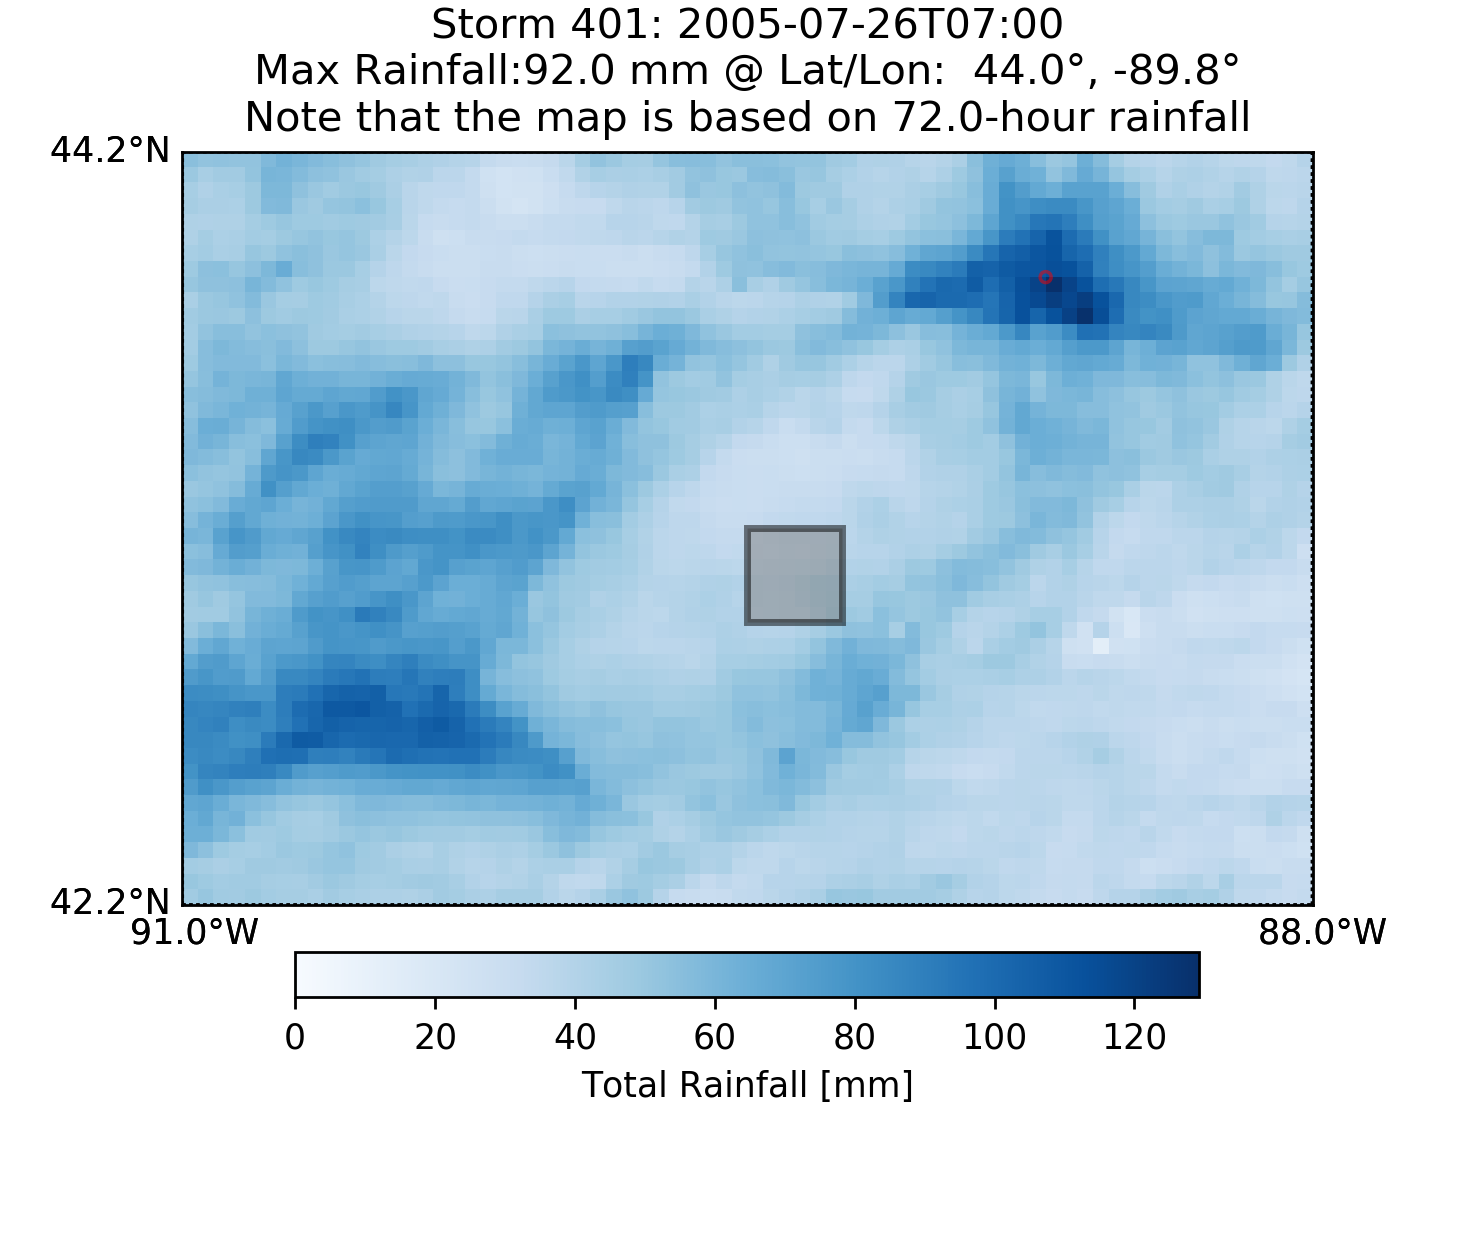 Storm 401: 2005-07-26T07:00
Max Rainfall:92.0 mm @ Lat/Lon:  44.0°, -89.8°
Note that the map is based on 72.0-hour rainfall
44.2°N
42.2°N
91.0°W 88.0°W
0 20 40 60 80 100 120
Total Rainfall [mm]